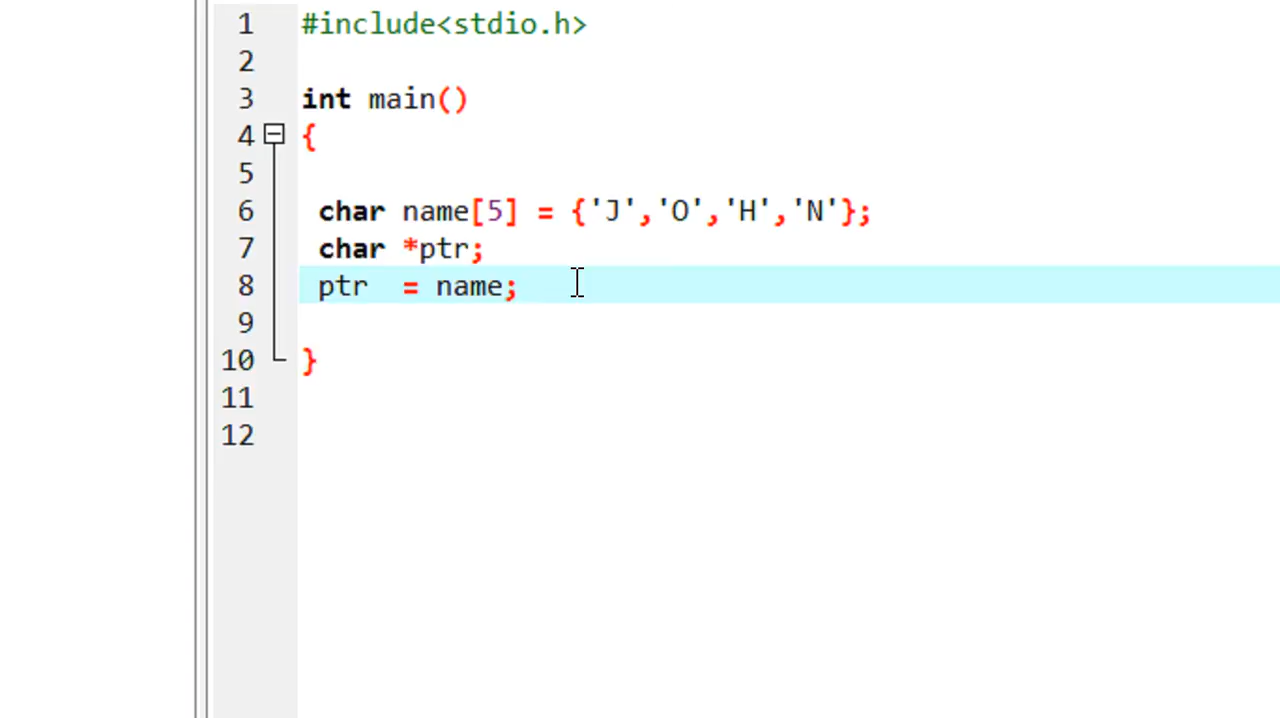 1 #include<stdio.h>
2
3 int main()
4 {
5
6 char name[5] = {'J','O','H','N'};
7 char *ptr;
8 ptr  = name;
9
10 }
11
12